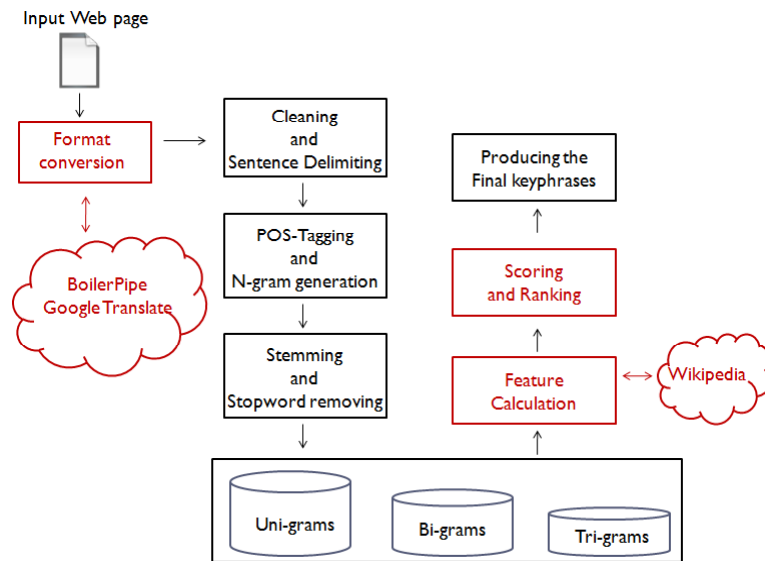 Input Web page
Format
conversion
BoilerPipe
Google Translate
Cleaning
and
Sentence Delimiting
POS-Tagging
and
N-gram generation
Stemming
and
Stopword removing
Uni-grams
Bi-grams
Tri-grams
Feature
Calculation
Wikipedia
Scoring
and Ranking
Producing the
Final keyphrases